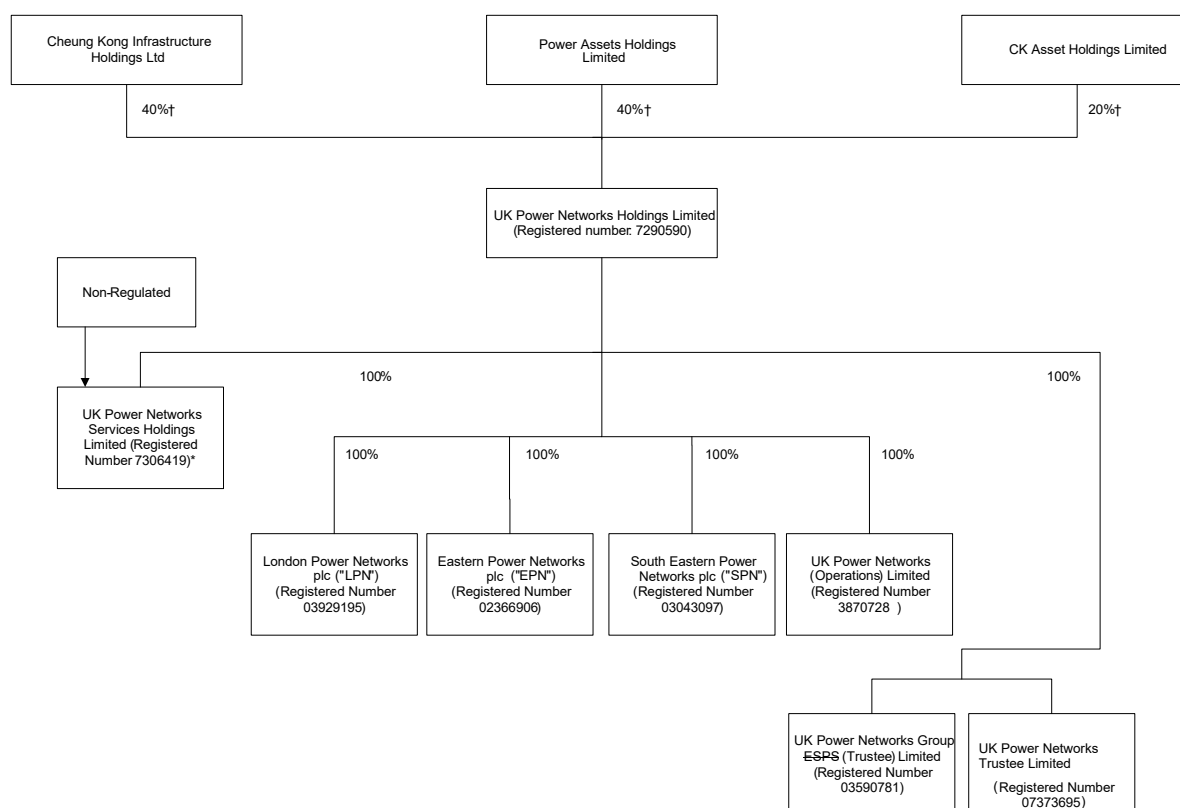 Cheung Kong Infrastructure
Holdings Ltd
Power Assets Holdings
Limited
CK Asset Holdings Limited
40%†
40%†
20%†
UK Power Networks Holdings Limited
(Registered number: 7290590)
Non-Regulated
100%
100%
UK Power Networks
Services Holdings
Limited (Registered
Number 7306419)*
100%
100%
100%
100%
London Power Networks
plc ("LPN")
(Registered Number
03929195)
Eastern Power Networks
plc ("EPN")
(Registered Number
02366906)
South Eastern Power
Networks plc ("SPN")
(Registered Number
03043097)
UK Power Networks
(Operations) Limited
(Registered Number
3870728 )
UK Power Networks Group
ESPS (Trustee) Limited
(Registered Number
03590781)
UK Power Networks
Trustee Limited
(Registered Number
07373695)